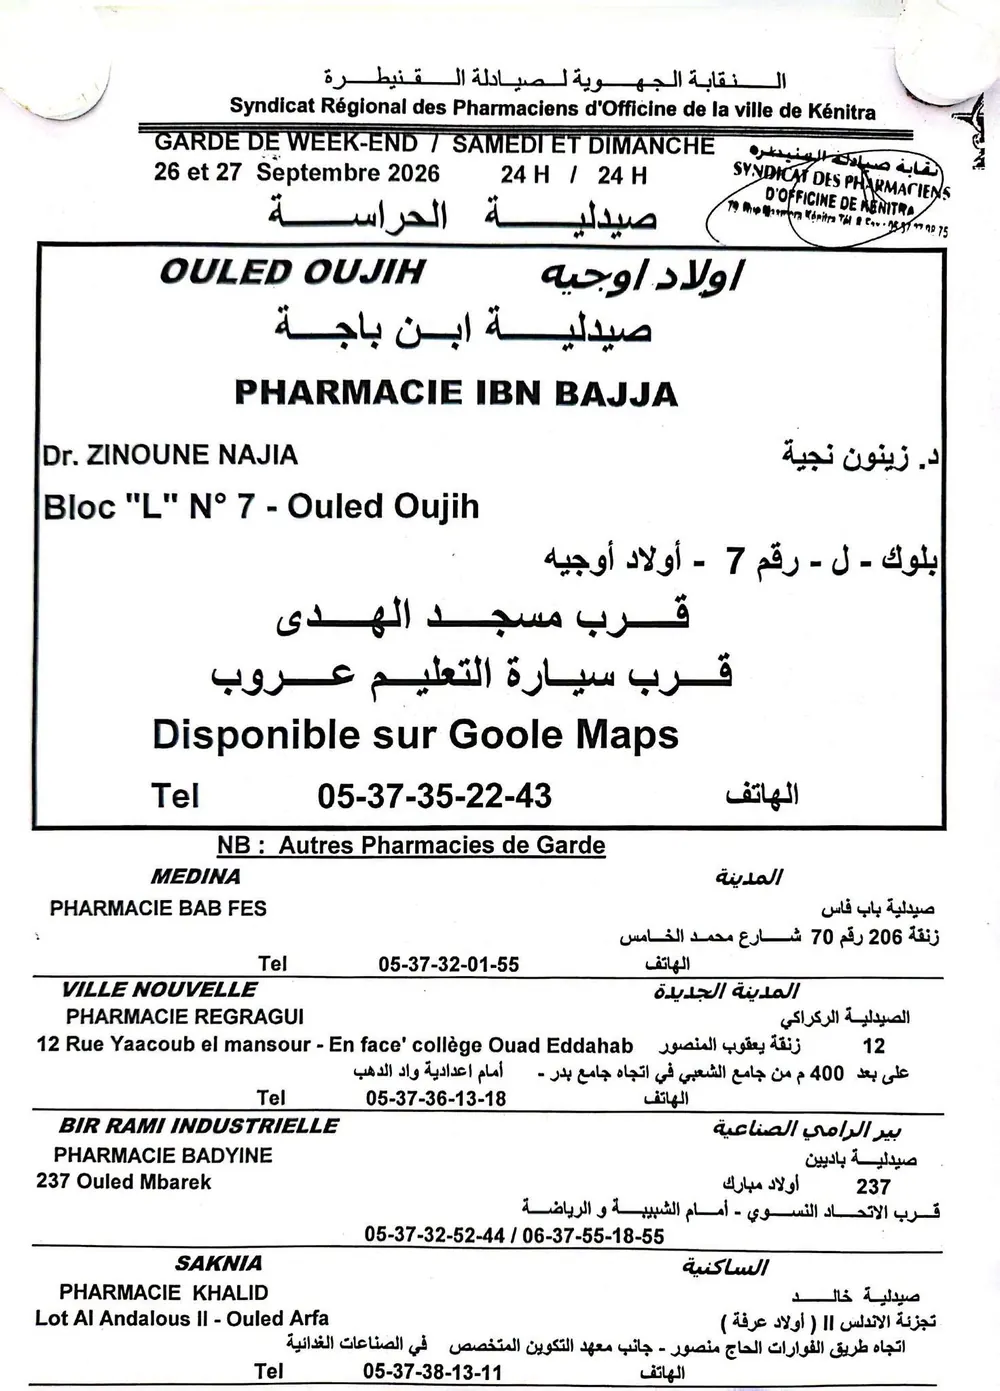 النقابة الجهوية لصيادلة القنيطرة
Syndicat Régional des Pharmaciens d'Officine de la ville de Kénitra
GARDE DE WEEK-END / SAMEDI ET DIMANCHE
26 et 27 Septembre 2026 24 H / 24 H
نقابة صيادلة القنيطرة
SYNDICAT DES PHARMACIENS
D'OFFICINE DE KENITRA
صيدلية الحراسة
OULED OUJIH اولاد اوجيه
صيدلية ابن باجة
PHARMACIE IBN BAJJA
Dr. ZINOUNE NAJIA د. زينون نجية
Bloc "L" N° 7 - Ouled Oujih
بلوك - ل - رقم 7 - أولاد أوجيه
قرب مسجد الهدى
قرب سيارة التعليم عروب
Disponible sur Goole Maps
Tel 05-37-35-22-43 الهاتف
NB : Autres Pharmacies de Garde
MEDINA المدينة
PHARMACIE BAB FES صيدلية باب فاس
زنقة 206 رقم 70 شارع محمد الخامس
Tel 05-37-32-01-55 الهاتف
VILLE NOUVELLE المدينة الجديدة
PHARMACIE REGRAGUI الصيدلية الركراكي
12 Rue Yaacoub el mansour - En face' collège Ouad Eddahab 12 زنقة يعقوب المنصور
على بعد 400 م من جامع الشعبي في اتجاه جامع بدر - أمام اعدادية واد الدهب
Tel 05-37-36-13-18 الهاتف
BIR RAMI INDUSTRIELLE بير الرامي الصناعية
PHARMACIE BADYINE صيدلية باديين
237 Ouled Mbarek 237 أولاد مبارك
قرب الاتحاد النسوي - أمام الشبيبة و الرياضة
05-37-32-52-44 / 06-37-55-18-55
SAKNIA الساكنية
PHARMACIE KHALID صيدلية خالد
Lot Al Andalous II - Ouled Arfa تجزئة الاندلس II ( أولاد عرفة )
اتجاه طريق الفوارات الحاج منصور - جانب معهد التكوين المتخصص في الصناعات الغدائية
Tel 05-37-38-13-11 الهاتف